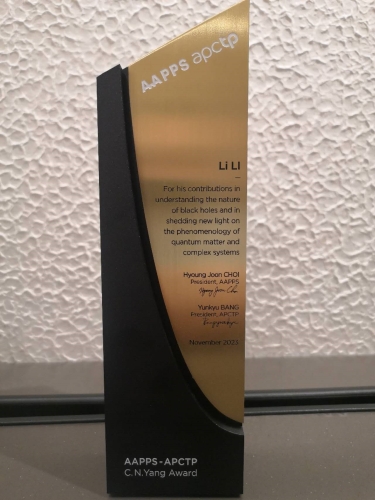 AAPPS apctp
Li LI
For his contributions in
understanding the nature
of black holes and in
shedding new light on
the phenomenology of
quantum matter and
complex systems
Hyoung Joon CHOI
President, AAPPS
Yunkyu BANG
President, APCTP
November 2023
AAPPS-APCTP
C.N.Yang Award